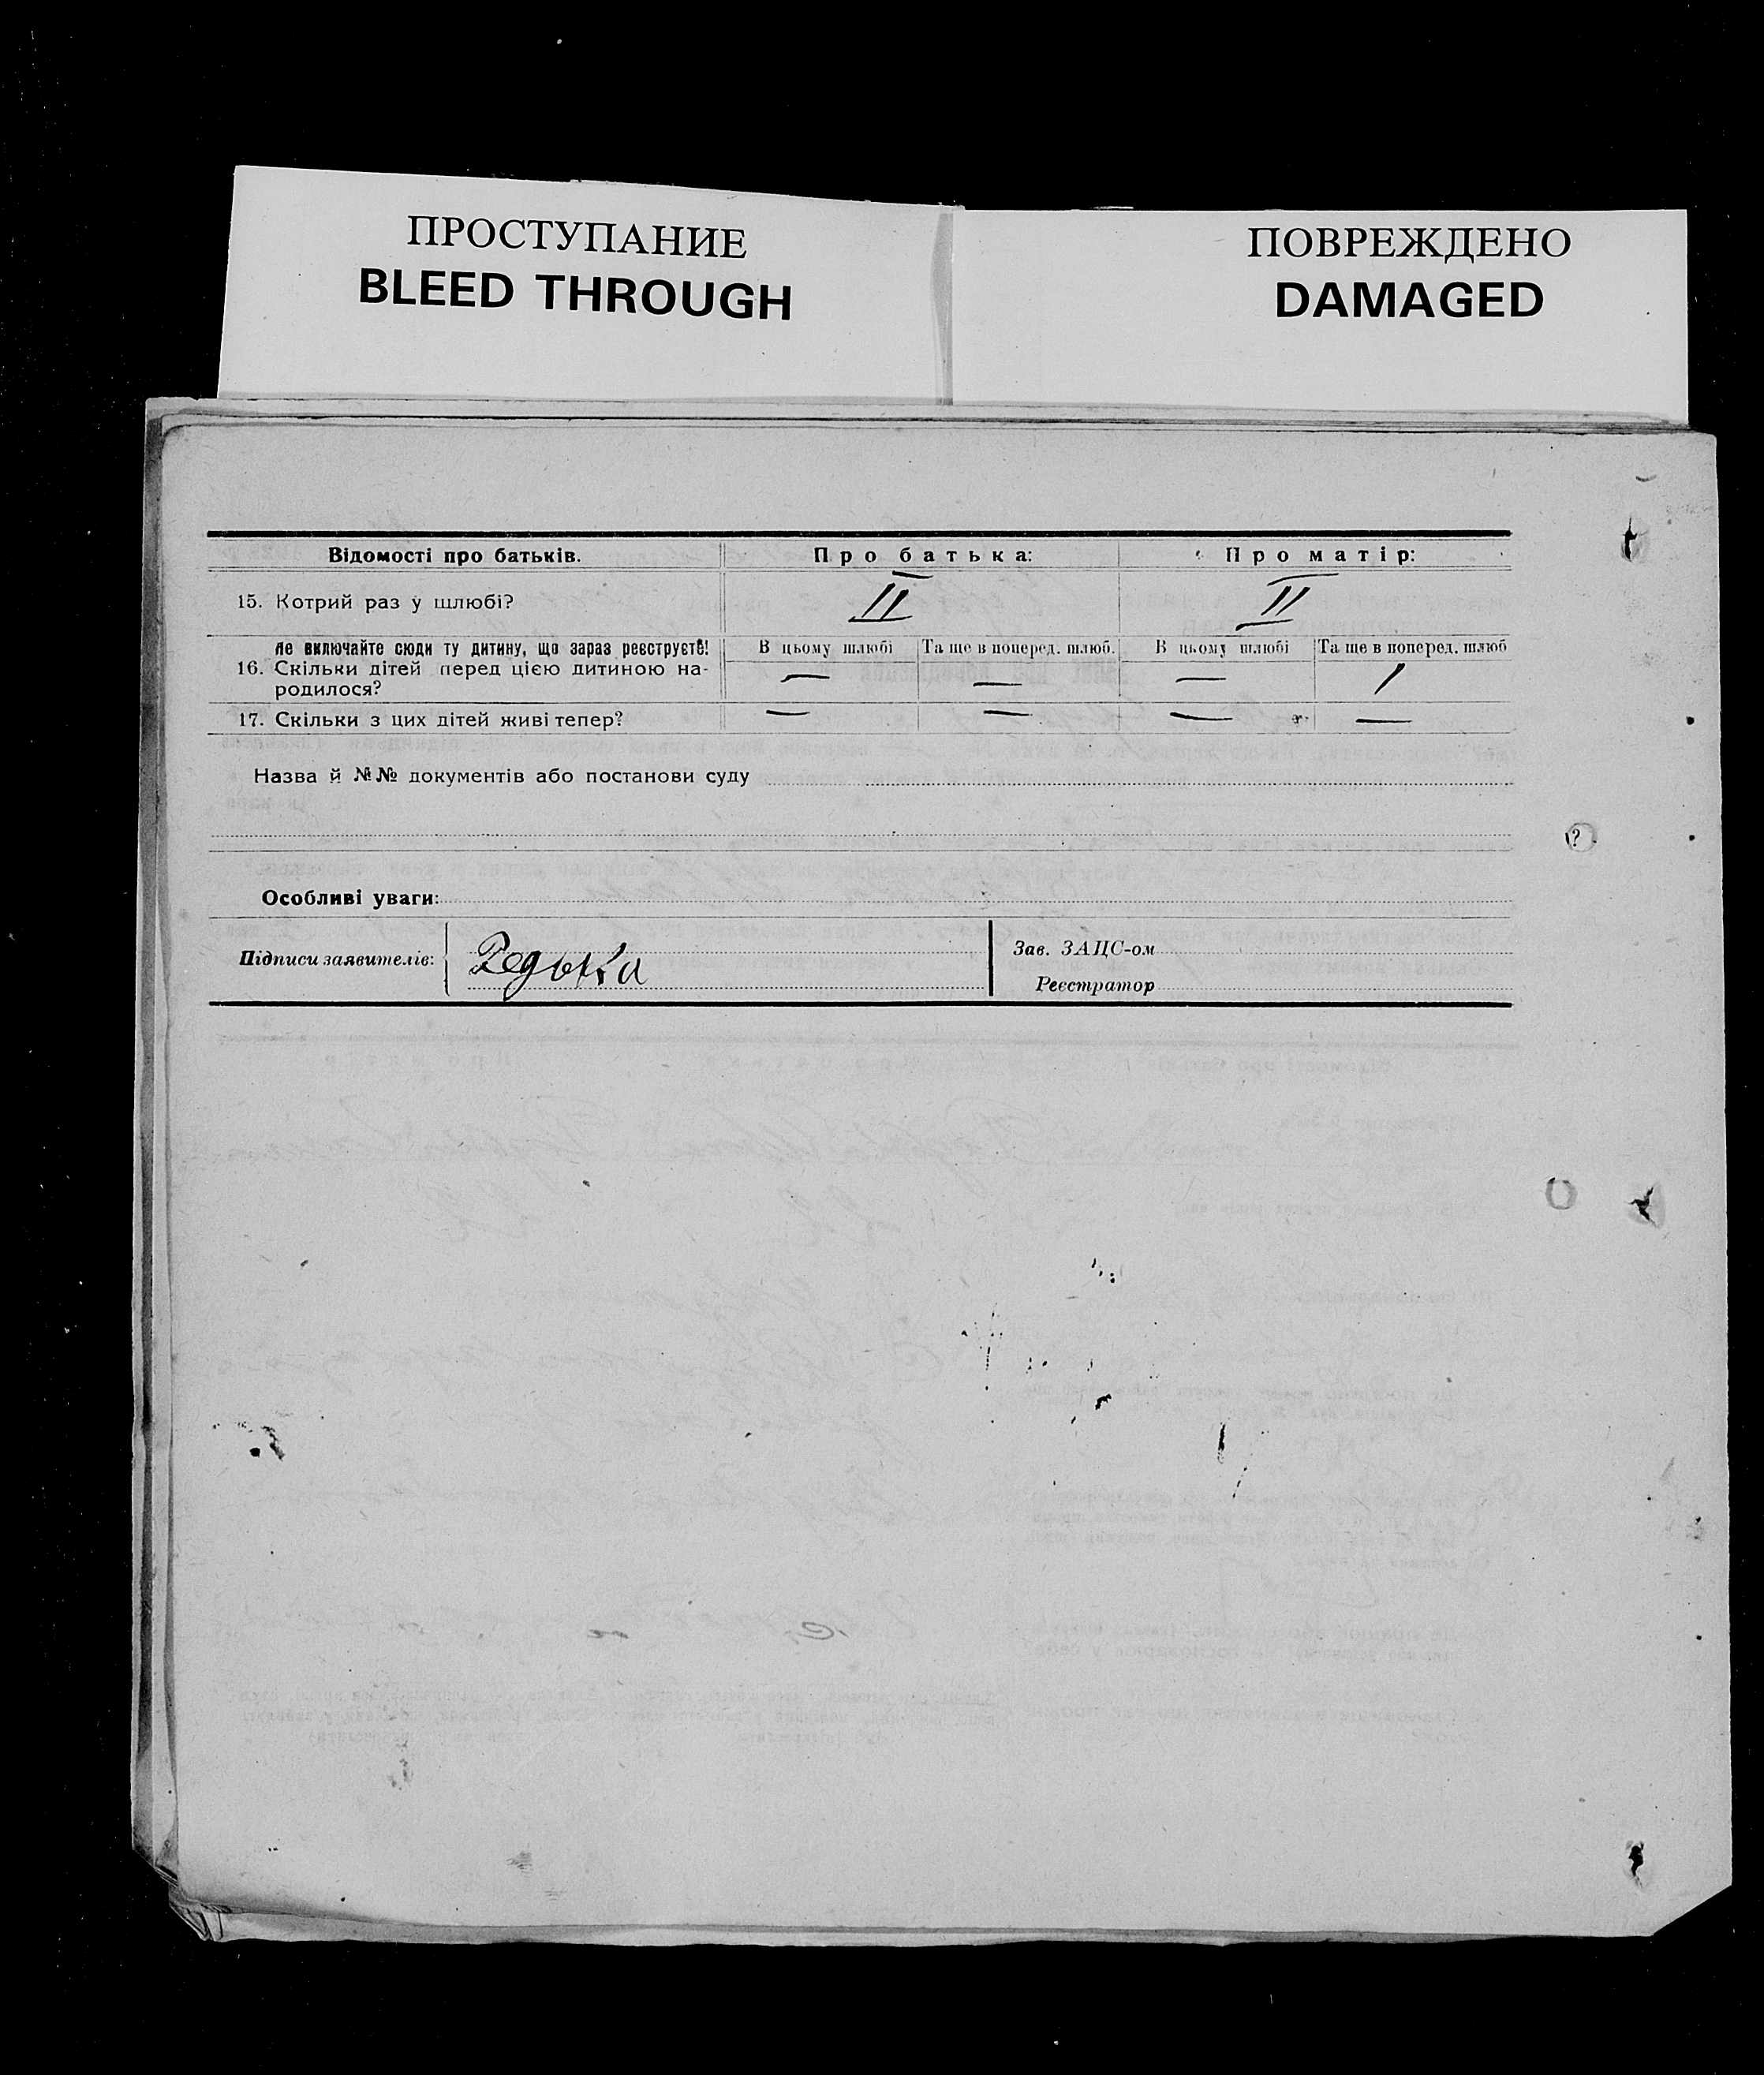 ПРОСТУПАНИЕ
BLEED THROUGH
ПОВРЕЖДЕНО
DAMAGED
Відомості про батьків. Про батька: Про матір:
15. Котрий раз у шлюбі? II II
Не включайте сюди ту дитину, що зараз реєструєте! В цьому шлюбі Та ще в поперед. шлюб. В цьому шлюбі Та ще в поперед. шлюб
16. Скільки дітей перед цією дитиною на- — — — 1
родилося?
17. Скільки з цих дітей живі тепер? — — — —
Назва й №№ документів або постанови суду
?
Особливі уваги:
Підписи заявителів: Редька
Зав. ЗАЦС-ом
Реєстратор